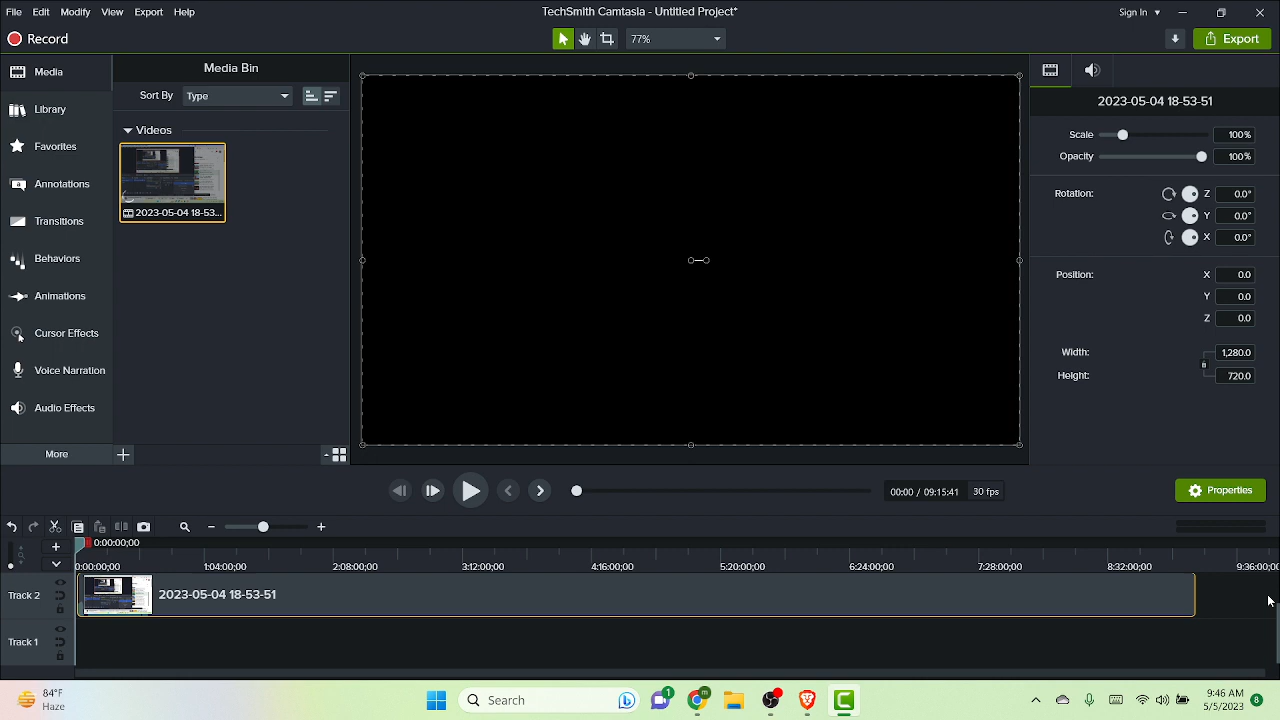 File Edit Modify View Export Help
TechSmith Camtasia - Untitled Project*
Sign In
Record
77%
Export
Media
Library
Favorites
Annotations
Transitions
Behaviors
Animations
Cursor Effects
Voice Narration
Audio Effects
More
Media Bin
Sort By Type
Videos
2023-05-04 18-53...
2023-05-04 18-53-51
Scale 100%
Opacity 100%
Rotation: Z 0.0°
Y 0.0°
X 0.0°
Position: X 0.0
Y 0.0
Z 0.0
Width: 1,280.0
Height: 720.0
00:00 / 09:15:41 30 fps
Properties
0:00:00;00
0:00:00;00 1:04:00;00 2:08:00;00 3:12:00;00 4:16:00;00 5:20:00;00 6:24:00;00 7:28:00;00 8:32:00;00 9:36:00;00
Track 2 2023-05-04 18-53-51
Track 1
84°F
Haze
Search
1
m
9:46 AM
5/5/2023
8